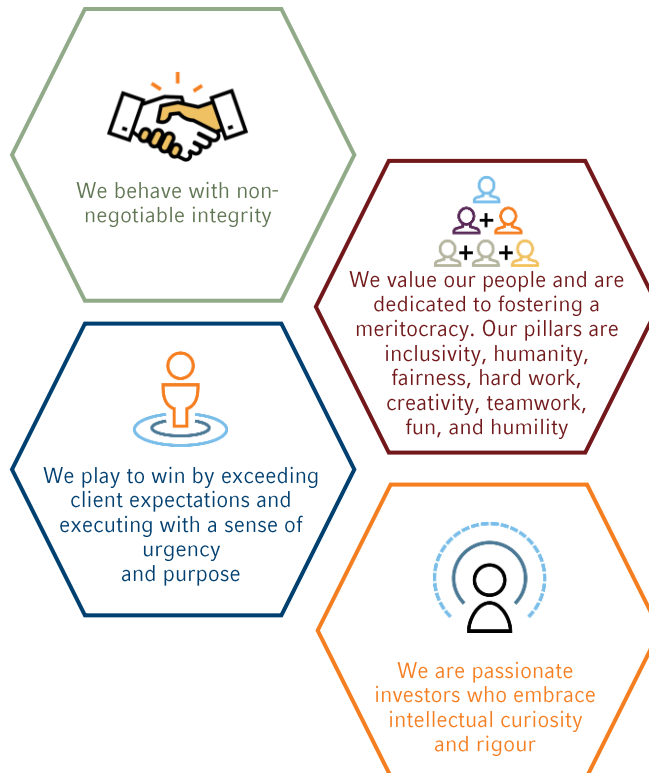 We behave with non-
negotiable integrity
We value our people and are
dedicated to fostering a
meritocracy. Our pillars are
inclusivity, humanity,
fairness, hard work,
creativity, teamwork,
fun, and humility
We play to win by exceeding
client expectations and
executing with a sense of
urgency
and purpose
We are passionate
investors who embrace
intellectual curiosity
and rigour